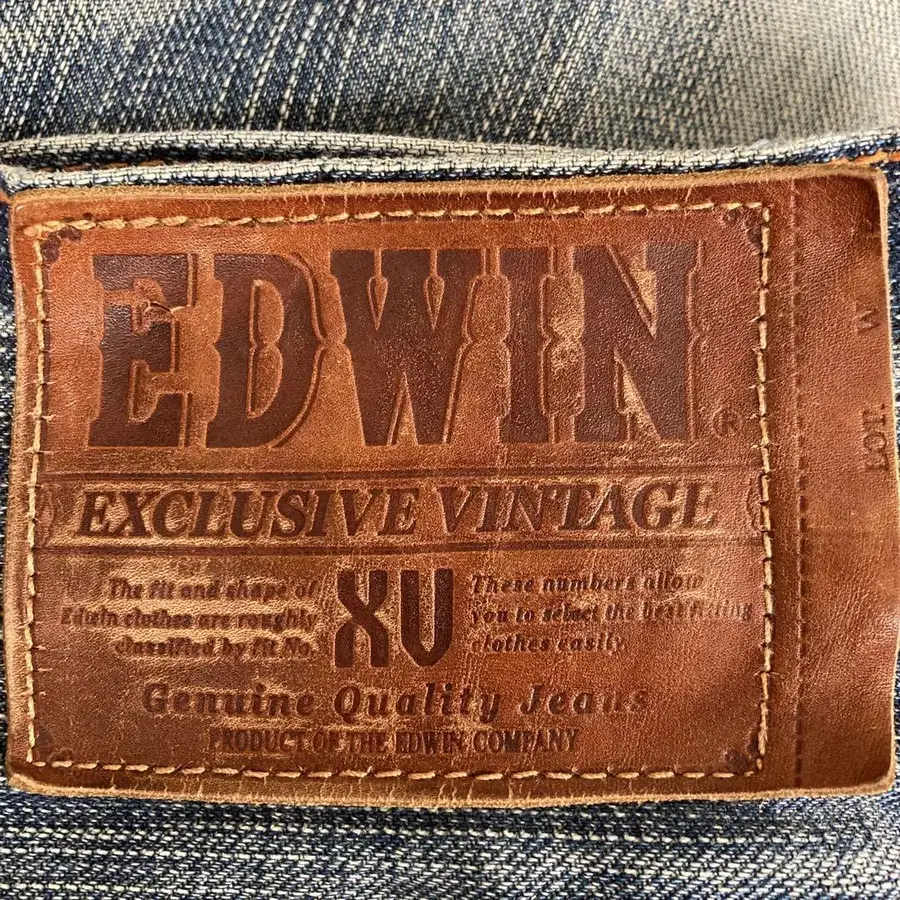 EDWIN®
EXCLUSIVE VINTAGE
The fit and shape of
Edwin clothes are roughly
classified by fit No.
XV
These numbers allow
you to select the best fitting
clothes easily.
Genuine Quality Jeans
PRODUCT OF THE EDWIN COMPANY
LOT. W L